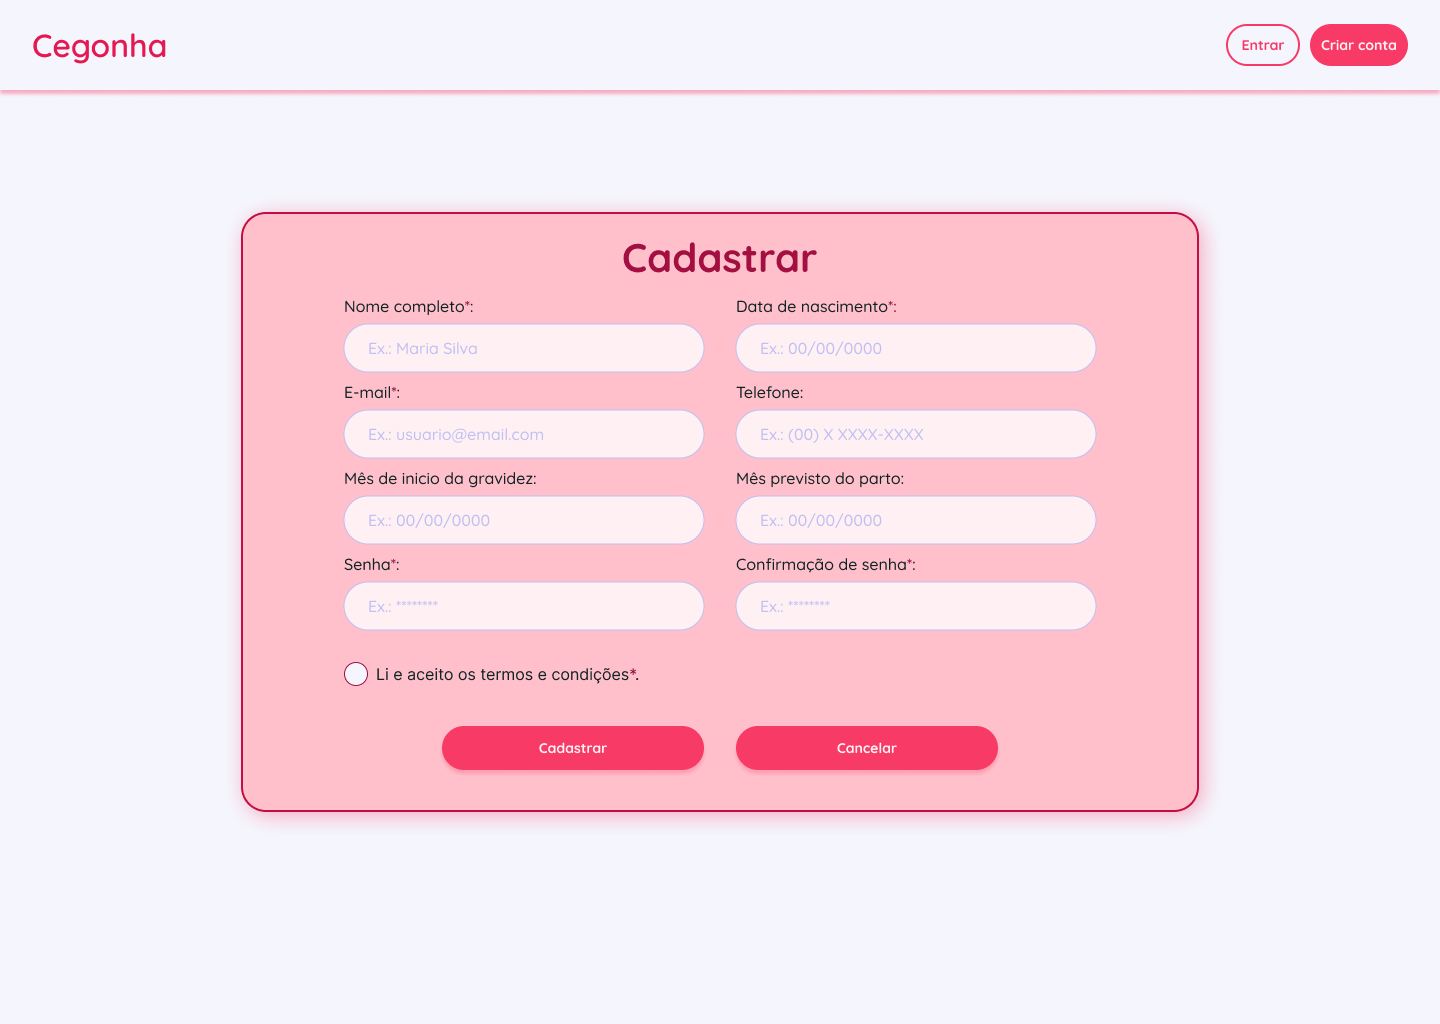 Cegonha
Entrar
Criar conta
Cadastrar
Nome completo*:
Data de nascimento*:
Ex.: Maria Silva
Ex.: 00/00/0000
E-mail*:
Telefone:
Ex.: usuario@email.com
Ex.: (00) X XXXX-XXXX
Mês de inicio da gravidez:
Mês previsto do parto:
Ex.: 00/00/0000
Ex.: 00/00/0000
Senha*:
Confirmação de senha*:
Ex.: ********
Ex.: ********
Li e aceito os termos e condições*.
Cadastrar
Cancelar